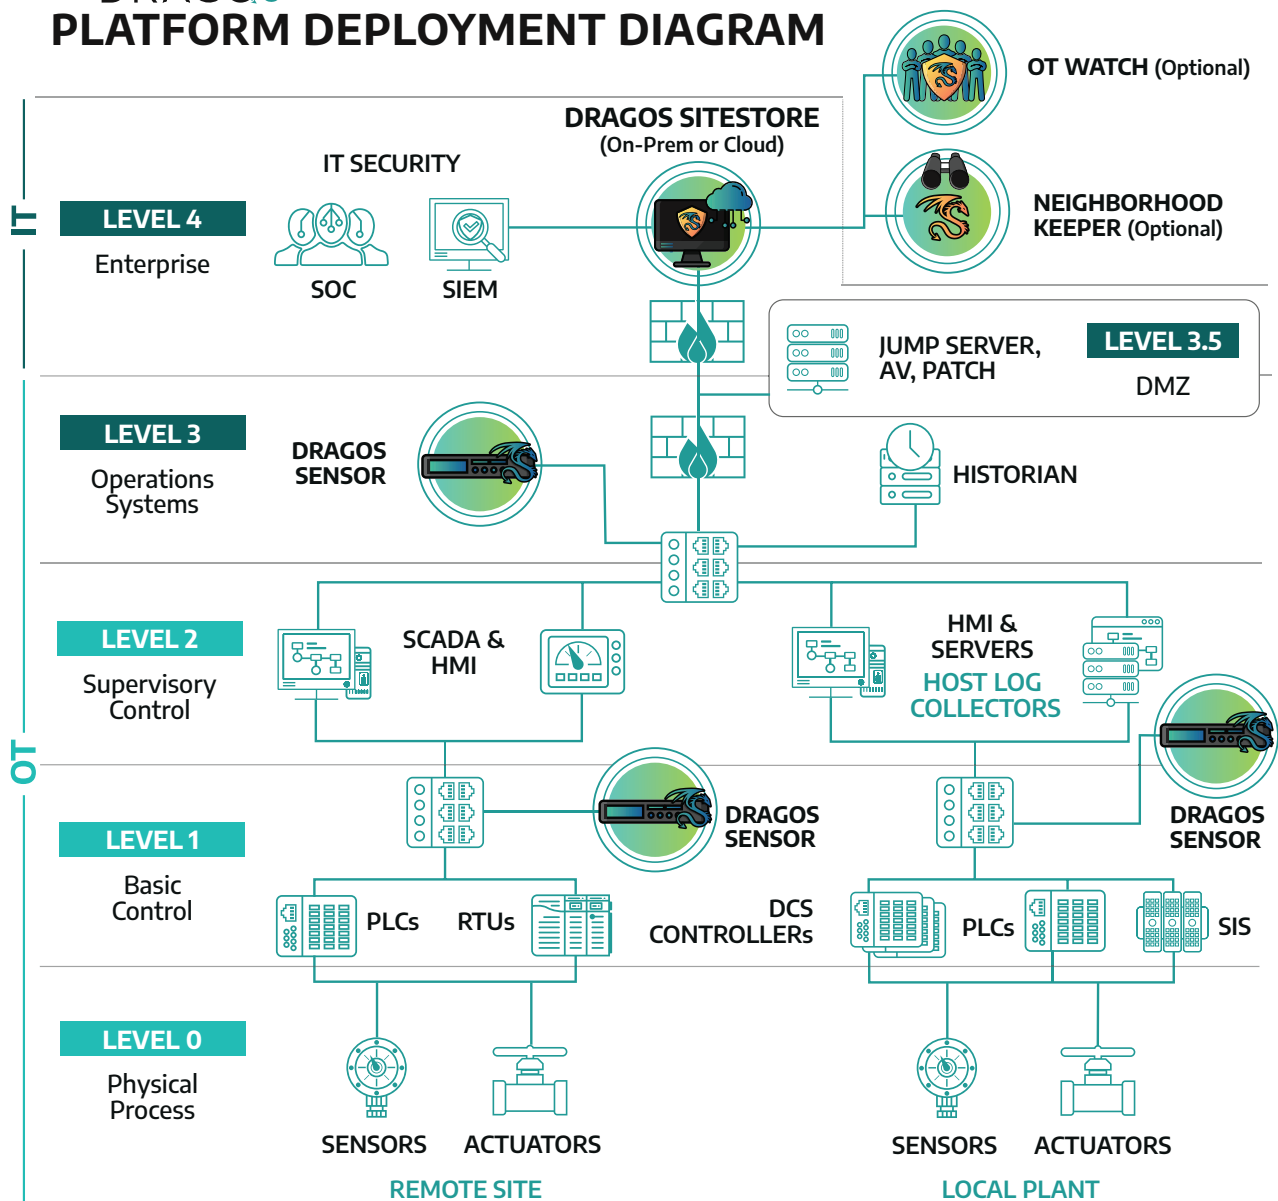 PLATFORM DEPLOYMENT DIAGRAM
OT WATCH (Optional)
DRAGOS SITESTORE
(On-Prem or Cloud)
IT SECURITY
NEIGHBORHOOD
KEEPER (Optional)
IT
LEVEL 4
Enterprise
SOC
SIEM
JUMP SERVER,
AV, PATCH
LEVEL 3.5
DMZ
LEVEL 3
Operations
Systems
DRAGOS
SENSOR
HISTORIAN
OT
LEVEL 2
Supervisory
Control
SCADA &
HMI
HMI &
SERVERS
HOST LOG
COLLECTORS
DRAGOS
SENSOR
LEVEL 1
Basic
Control
DRAGOS
SENSOR
PLCs
RTUs
DCS
CONTROLLERs
PLCs
SIS
LEVEL 0
Physical
Process
SENSORS
ACTUATORS
SENSORS
ACTUATORS
REMOTE SITE
LOCAL PLANT